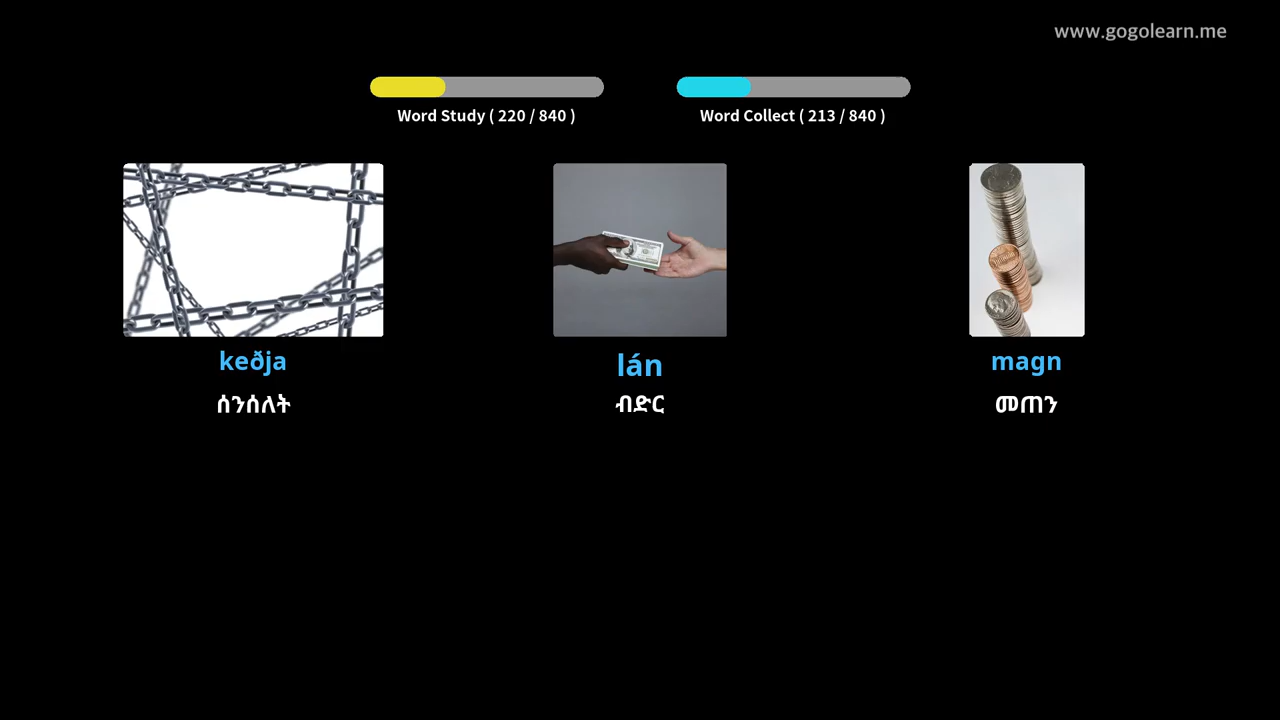 www.gogolearn.me
Word Study ( 220 / 840 )
Word Collect ( 213 / 840 )
keðja
lán
magn
ሰንሰለት
ብድር
መጠን